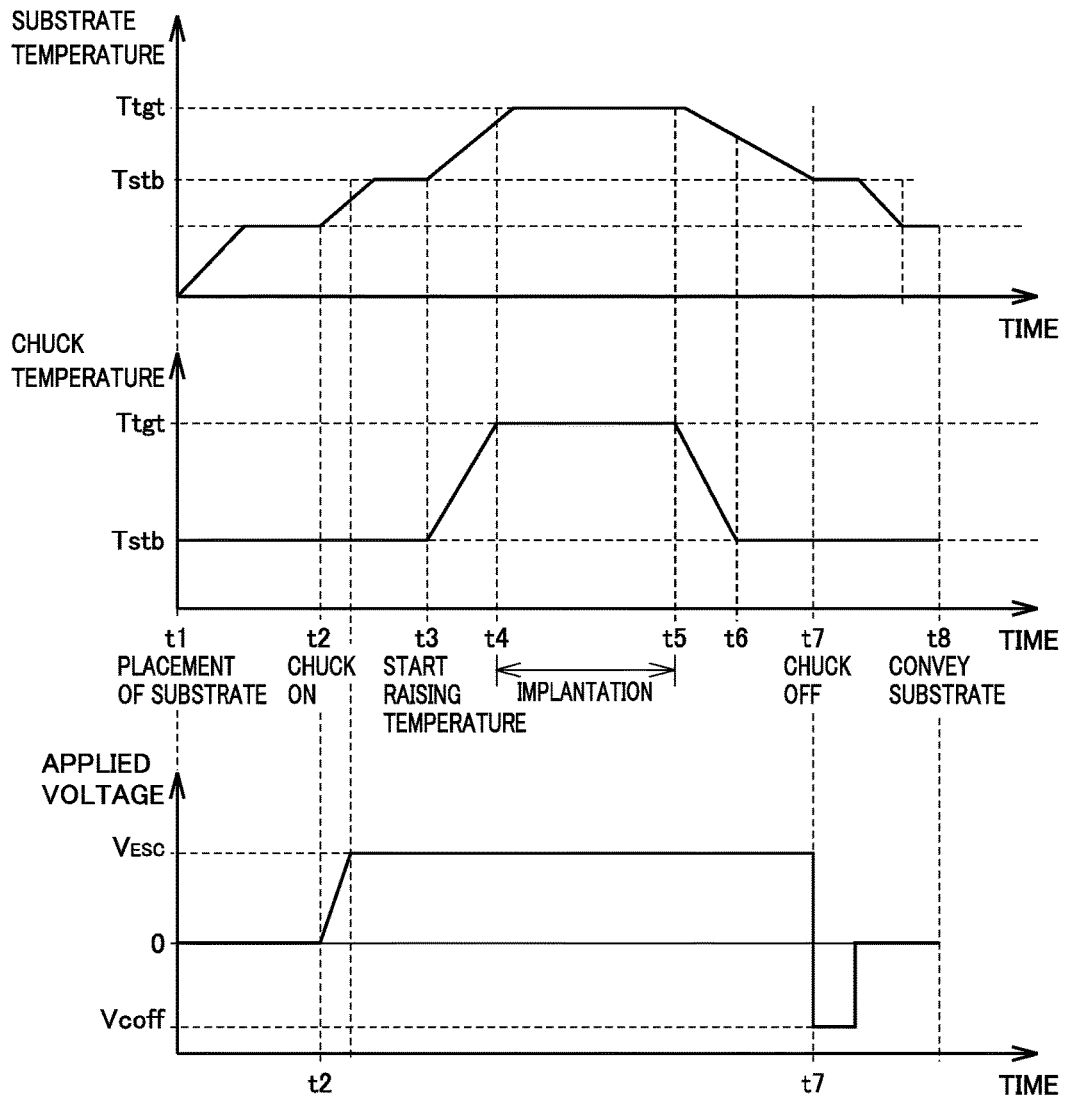 SUBSTRATE
TEMPERATURE
Ttgt
Tstb
TIME
CHUCK
TEMPERATURE
Ttgt
Tstb
t1 t2 t3 t4 t5 t6 t7 t8 TIME
PLACEMENT
OF SUBSTRATE
CHUCK
ON
START
RAISING
TEMPERATURE
IMPLANTATION
CHUCK
OFF
CONVEY
SUBSTRATE
APPLIED
VOLTAGE
VESC
0
Vcoff
t2 t7 TIME